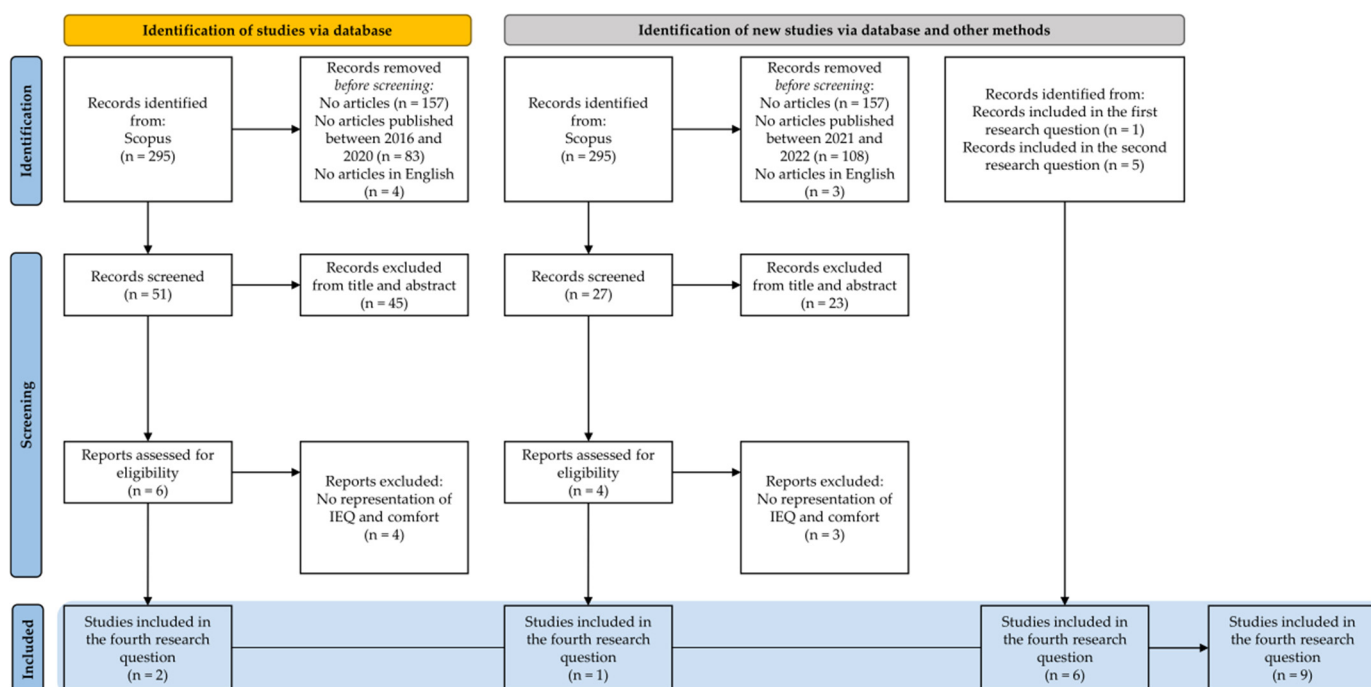 Identification of studies via database
Identification of new studies via database and other methods
Identification
Records identified
from:
Scopus
(n = 295)
Records removed
before screening:
No articles (n = 157)
No articles published
between 2016 and
2020 (n = 83)
No articles in English
(n = 4)
Records identified
from:
Scopus
(n = 295)
Records removed
before screening:
No articles (n = 157)
No articles published
between 2021 and
2022 (n = 108)
No articles in English
(n = 3)
Records identified from:
Records included in the first
research question (n = 1)
Records included in the second
research question (n = 5)
Screening
Records screened
(n = 51)
Records excluded
from title and abstract
(n = 45)
Records screened
(n = 27)
Records excluded
from title and abstract
(n = 23)
Reports assessed for
eligibility
(n = 6)
Reports excluded:
No representation of
IEQ and comfort
(n = 4)
Reports assessed for
eligibility
(n = 4)
Reports excluded:
No representation of
IEQ and comfort
(n = 3)
Included
Studies included in
the fourth research
question
(n = 2)
Studies included in
the fourth research
question
(n = 1)
Studies included in
the fourth research
question
(n = 6)
Studies included in
the fourth research
question
(n = 9)